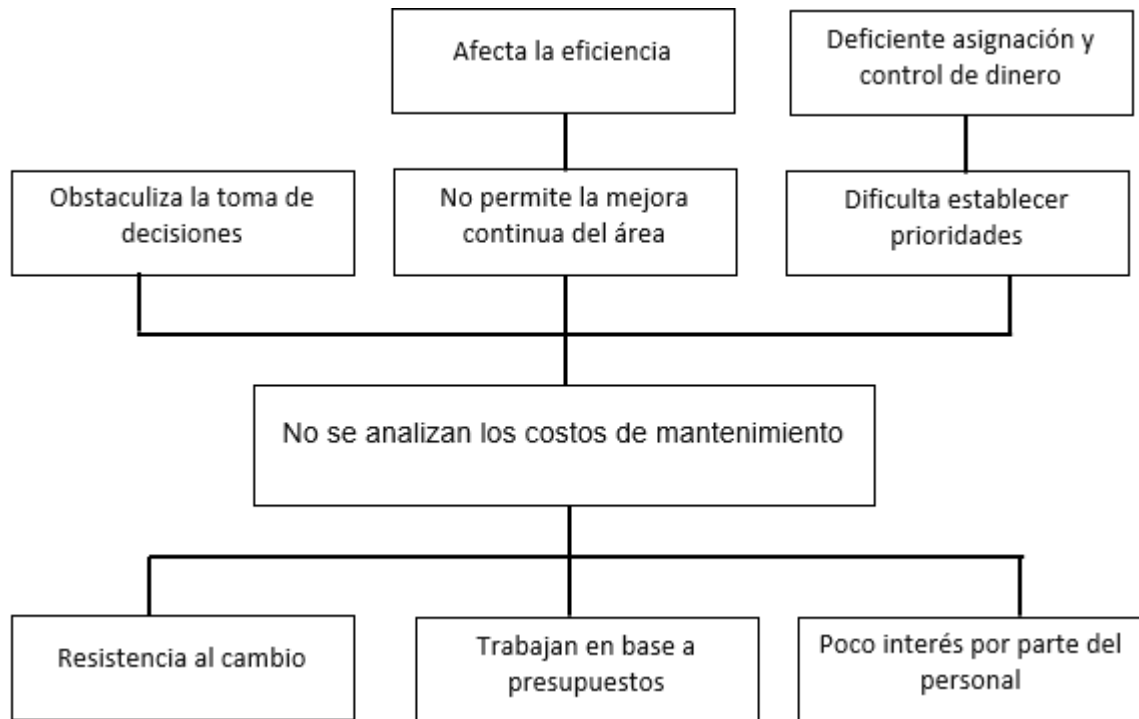 Afecta la eficiencia
Deficiente asignación y
control de dinero
Obstaculiza la toma de
decisiones
No permite la mejora
continua del área
Dificulta establecer
prioridades
No se analizan los costos de mantenimiento
Resistencia al cambio
Trabajan en base a
presupuestos
Poco interés por parte del
personal